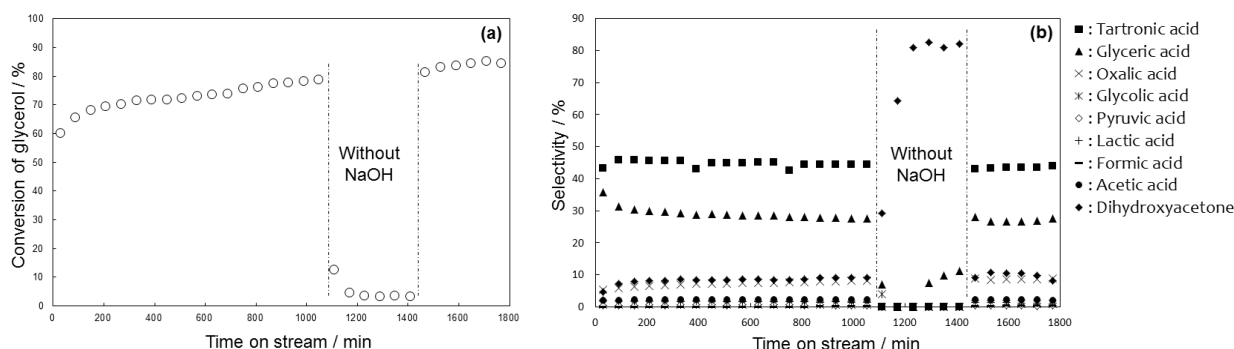 100
90
80
70
60
50
40
30
20
10
0
0 200 400 600 800 1000 1200 1400 1600 1800
Conversion of glycerol / %
Time on stream / min
(a)
Without
NaOH
90
80
70
60
50
40
30
20
10
0
0 200 400 600 800 1000 1200 1400 1600 1800
Selectivity / %
Time on stream / min
(b)
Without
NaOH
: Tartronic acid
: Glyceric acid
: Oxalic acid
: Glycolic acid
: Pyruvic acid
: Lactic acid
: Formic acid
: Acetic acid
: Dihydroxyacetone